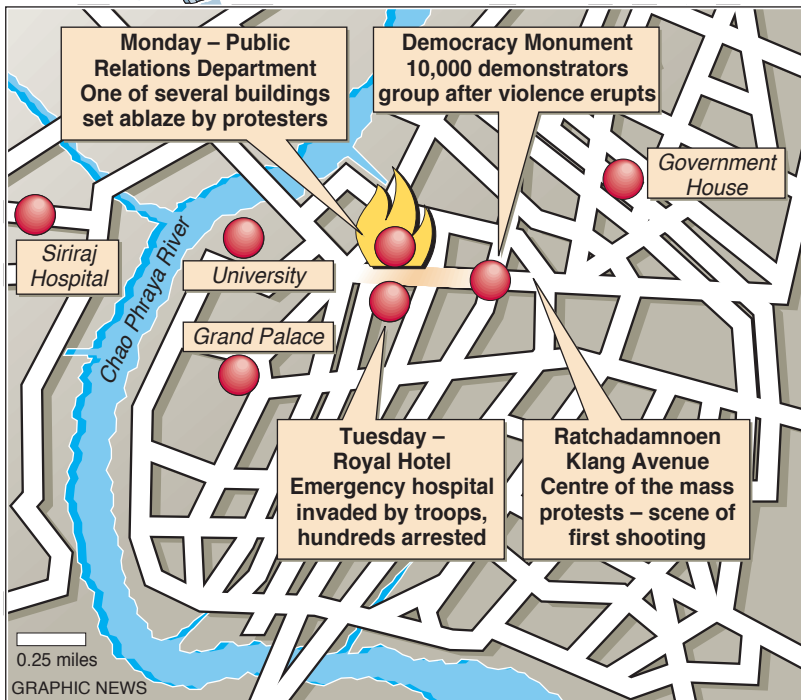 Monday – Public
Relations Department
One of several buildings
set ablaze by protesters
Democracy Monument
10,000 demonstrators
group after violence erupts
Government
House
Siriraj
Hospital
Chao Phraya River
University
Grand Palace
Tuesday –
Royal Hotel
Emergency hospital
invaded by troops,
hundreds arrested
Ratchadamnoen
Klang Avenue
Centre of the mass
protests – scene of
first shooting
0.25 miles
GRAPHIC NEWS